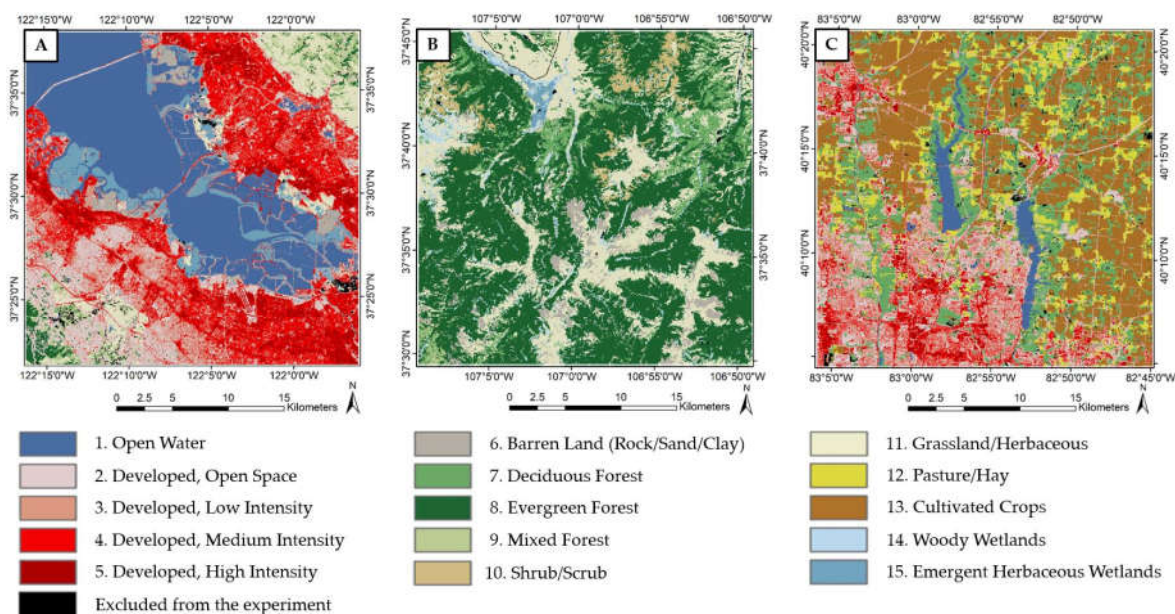 122°15'0"W 122°10'0"W 122°5'0"W 122°0'0"W
107°5'0"W 107°0'0"W 106°55'0"W 106°50'0"W
83°5'0"W 83°0'0"W 82°55'0"W 82°50'0"W
A
B
C
37°35'0"N
37°30'0"N
37°25'0"N
37°35'0"N
37°30'0"N
37°25'0"N
37°45'0"N
37°40'0"N
37°35'0"N
37°30'0"N
37°40'0"N
37°35'0"N
40°20'0"N
40°15'0"N
40°10'0"N
40°20'0"N
40°15'0"N
40°10'0"N
122°15'0"W 122°10'0"W 122°5'0"W 122°0'0"W
107°5'0"W 107°0'0"W 106°55'0"W 106°50'0"W
83°5'0"W 83°0'0"W 82°55'0"W 82°50'0"W 82°45'0"W
0 2.5 5 10 15
Kilometers
N
0 2.5 5 10 15
Kilometers
N
0 2.5 5 10 15
Kilometers
N
1. Open Water
2. Developed, Open Space
3. Developed, Low Intensity
4. Developed, Medium Intensity
5. Developed, High Intensity
Excluded from the experiment
6. Barren Land (Rock/Sand/Clay)
7. Deciduous Forest
8. Evergreen Forest
9. Mixed Forest
10. Shrub/Scrub
11. Grassland/Herbaceous
12. Pasture/Hay
13. Cultivated Crops
14. Woody Wetlands
15. Emergent Herbaceous Wetlands